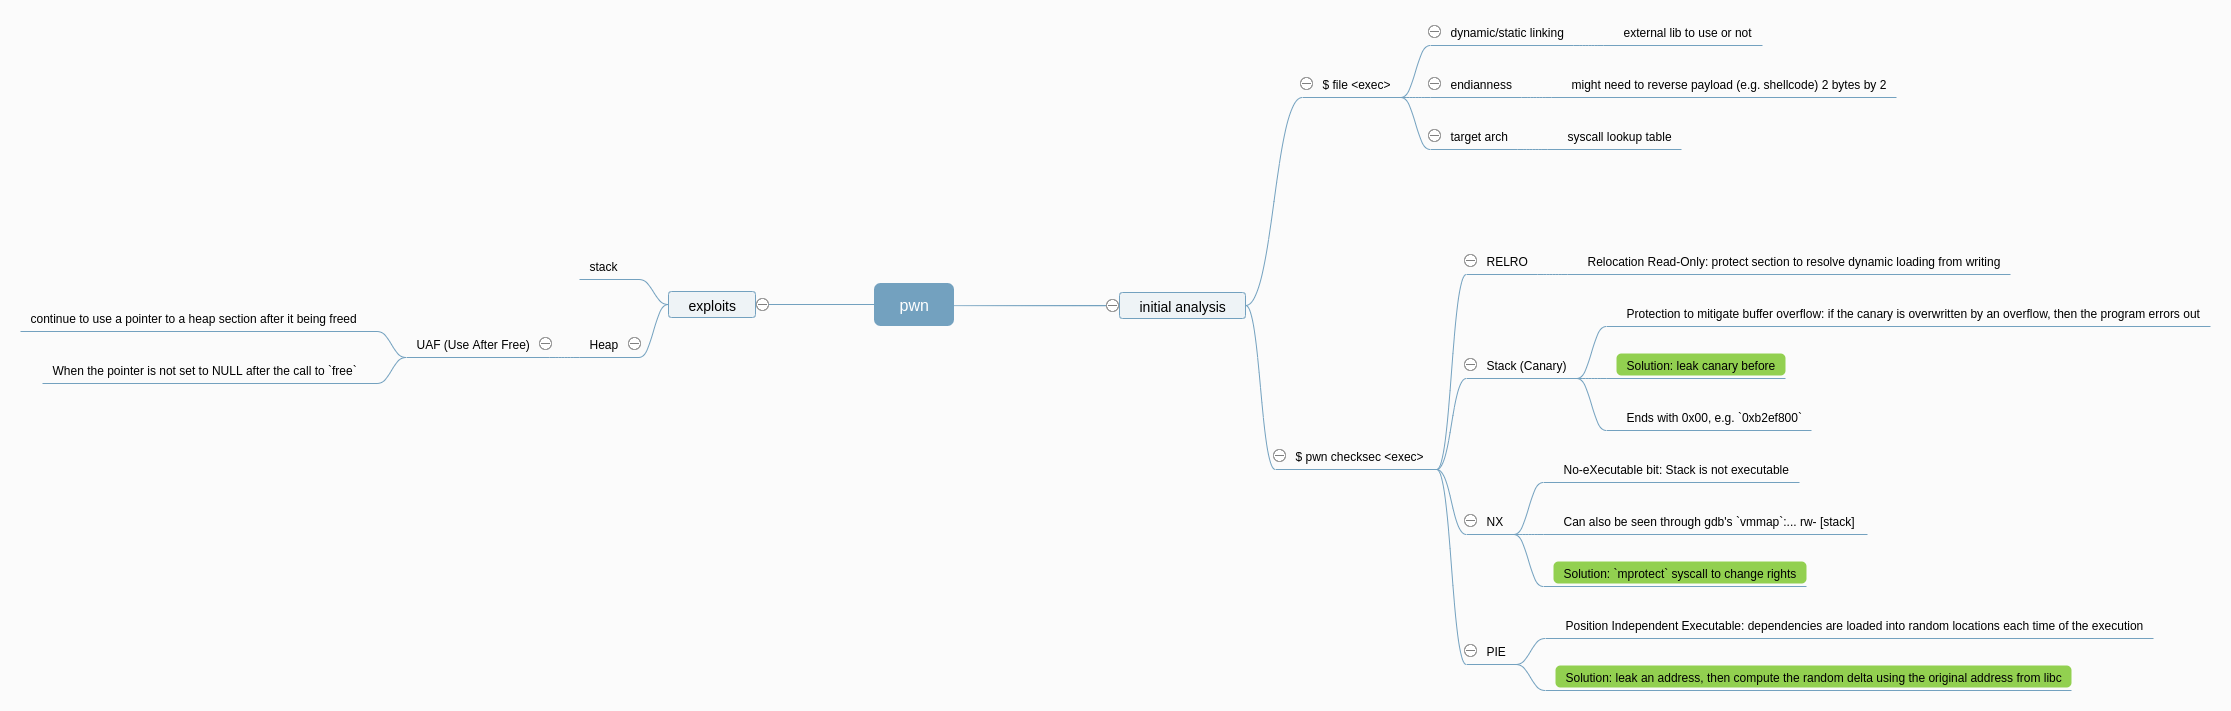 pwn
exploits
stack
Heap
UAF (Use After Free)
continue to use a pointer to a heap section after it being freed
When the pointer is not set to NULL after the call to `free`
initial analysis
$ file <exec>
dynamic/static linking
external lib to use or not
endianness
might need to reverse payload (e.g. shellcode) 2 bytes by 2
target arch
syscall lookup table
$ pwn checksec <exec>
RELRO
Relocation Read-Only: protect section to resolve dynamic loading from writing
Stack (Canary)
Protection to mitigate buffer overflow: if the canary is overwritten by an overflow, then the program errors out
Solution: leak canary before
Ends with 0x00, e.g. `0xb2ef800`
NX
No-eXecutable bit: Stack is not executable
Can also be seen through gdb's `vmmap`:... rw- [stack]
Solution: `mprotect` syscall to change rights
PIE
Position Independent Executable: dependencies are loaded into random locations each time of the execution
Solution: leak an address, then compute the random delta using the original address from libc